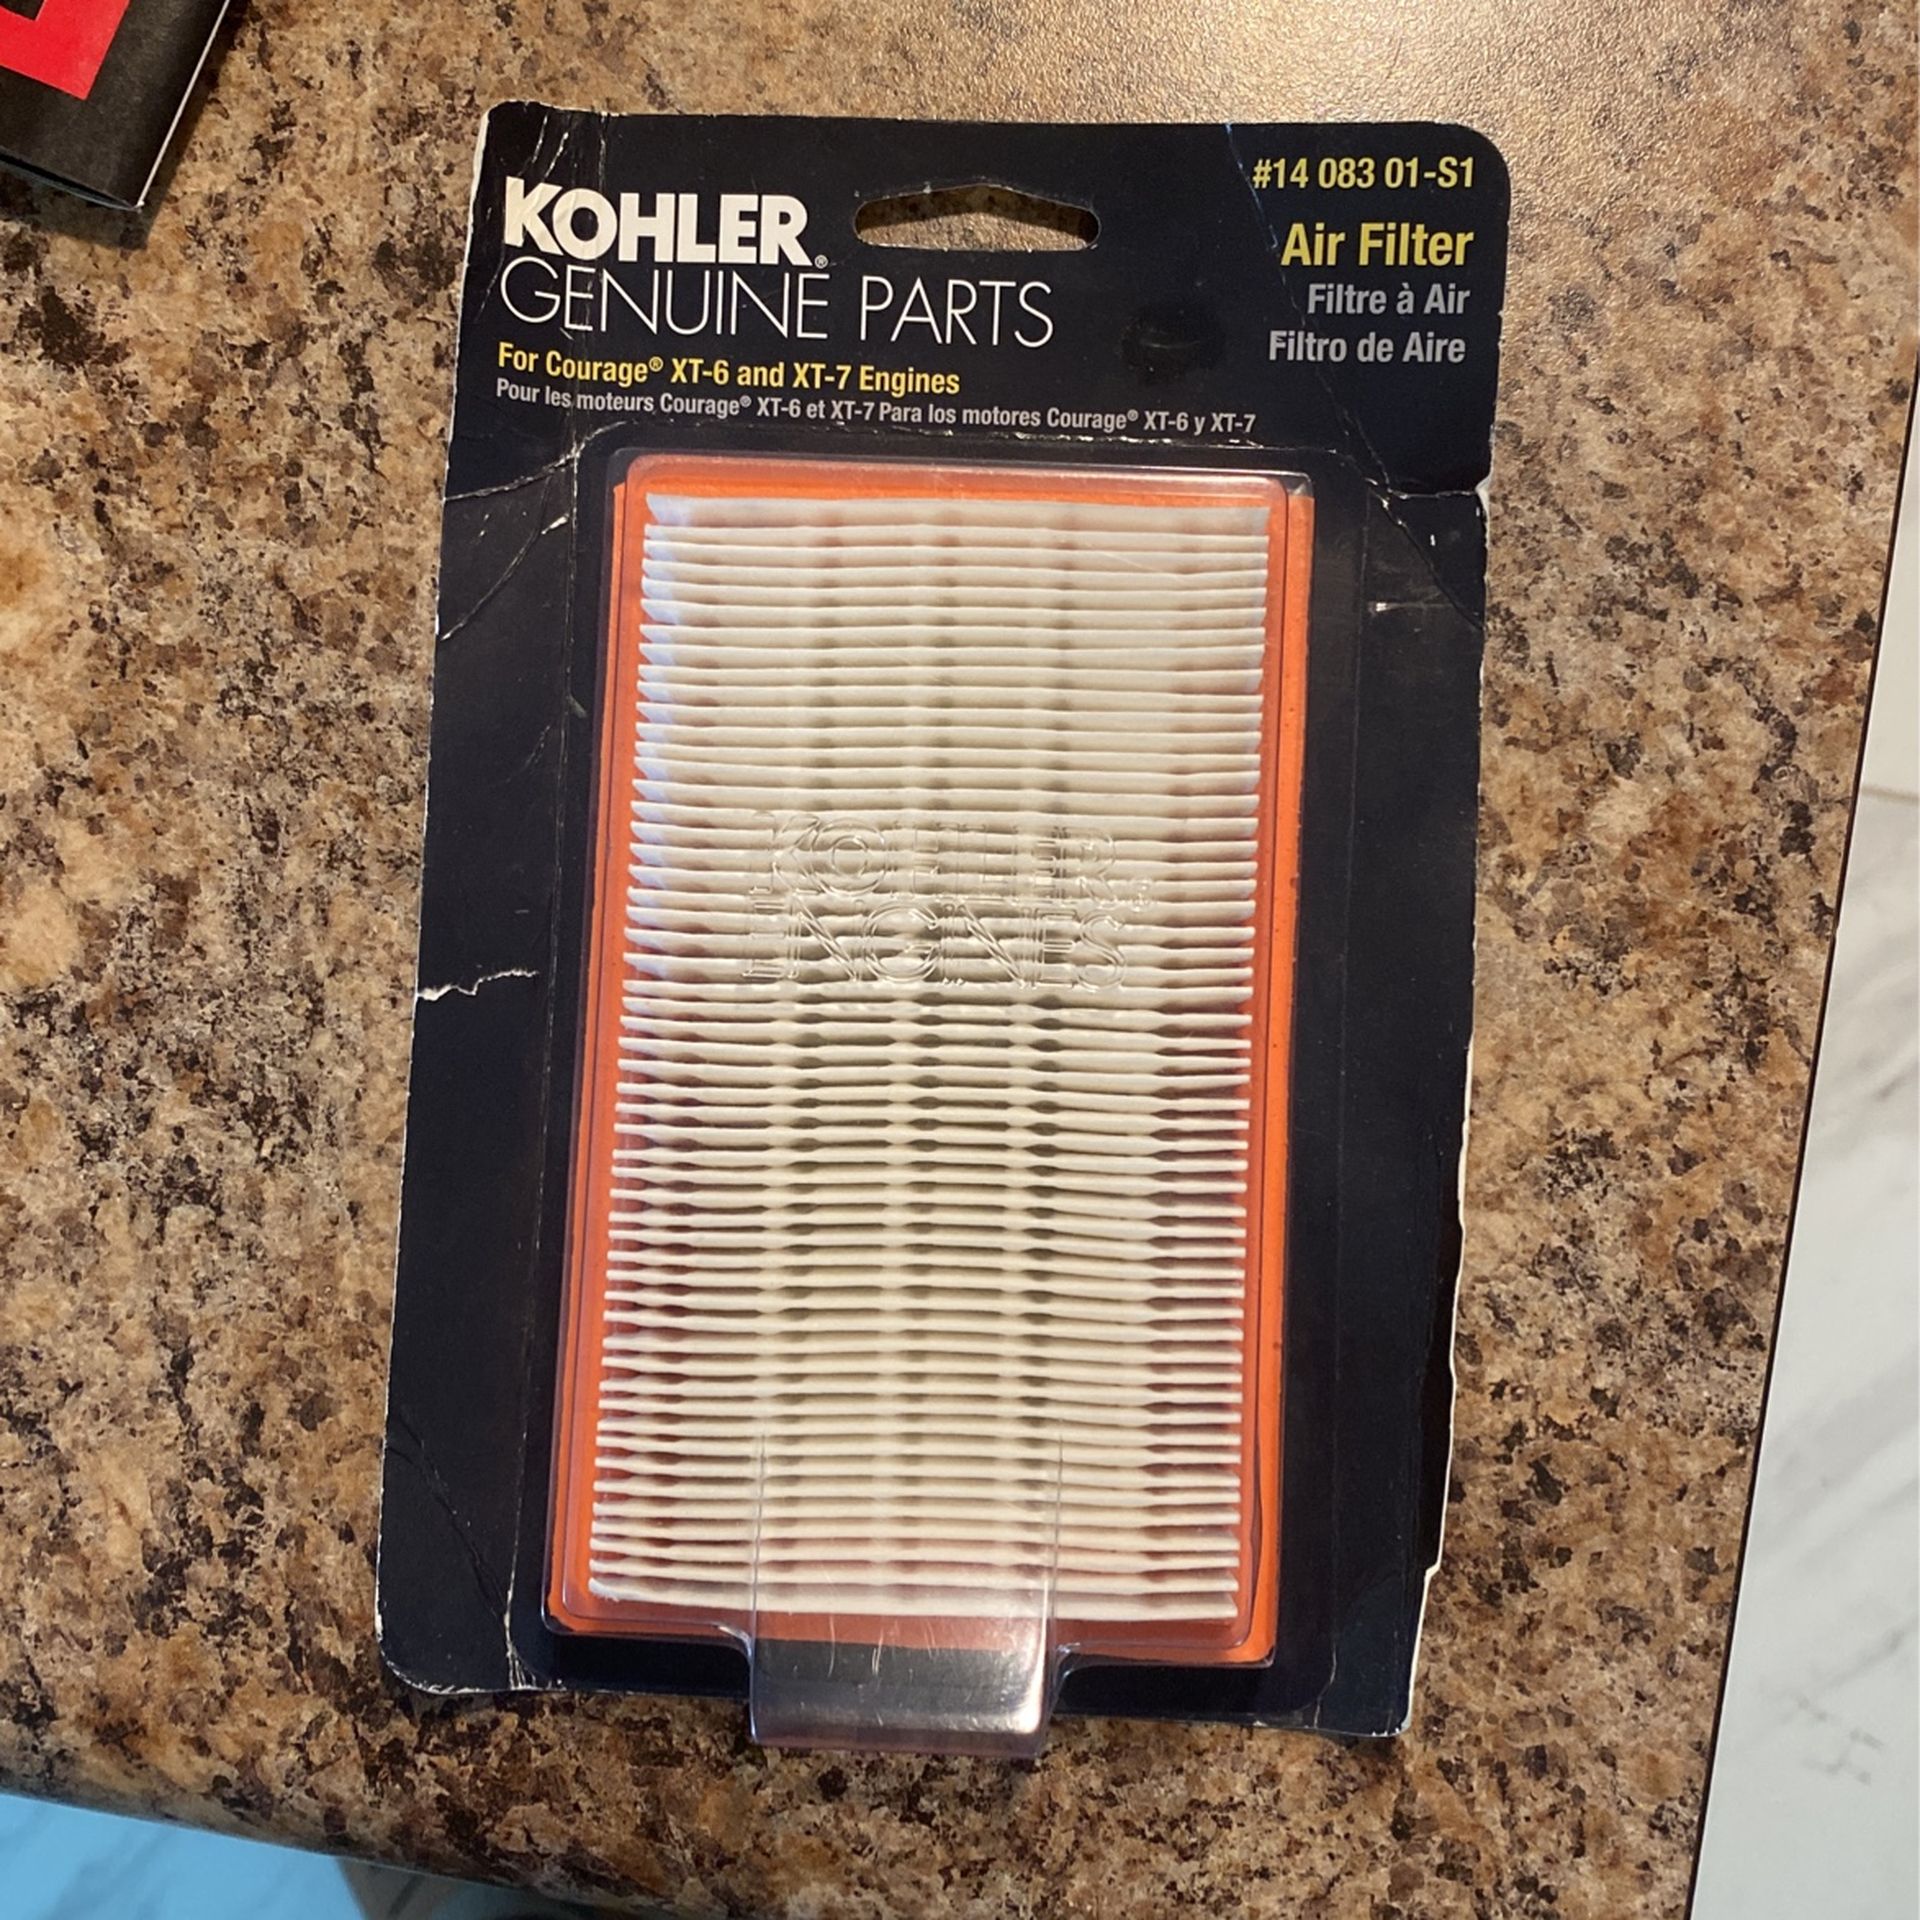 KOHLER®
GENUINE PARTS
For Courage® XT-6 and XT-7 Engines
Pour les moteurs Courage® XT-6 et XT-7 Para los motores Courage® XT-6 y XT-7
#14 083 01-S1
Air Filter
Filtre à Air
Filtro de Aire
KOHLER®
ENGINES